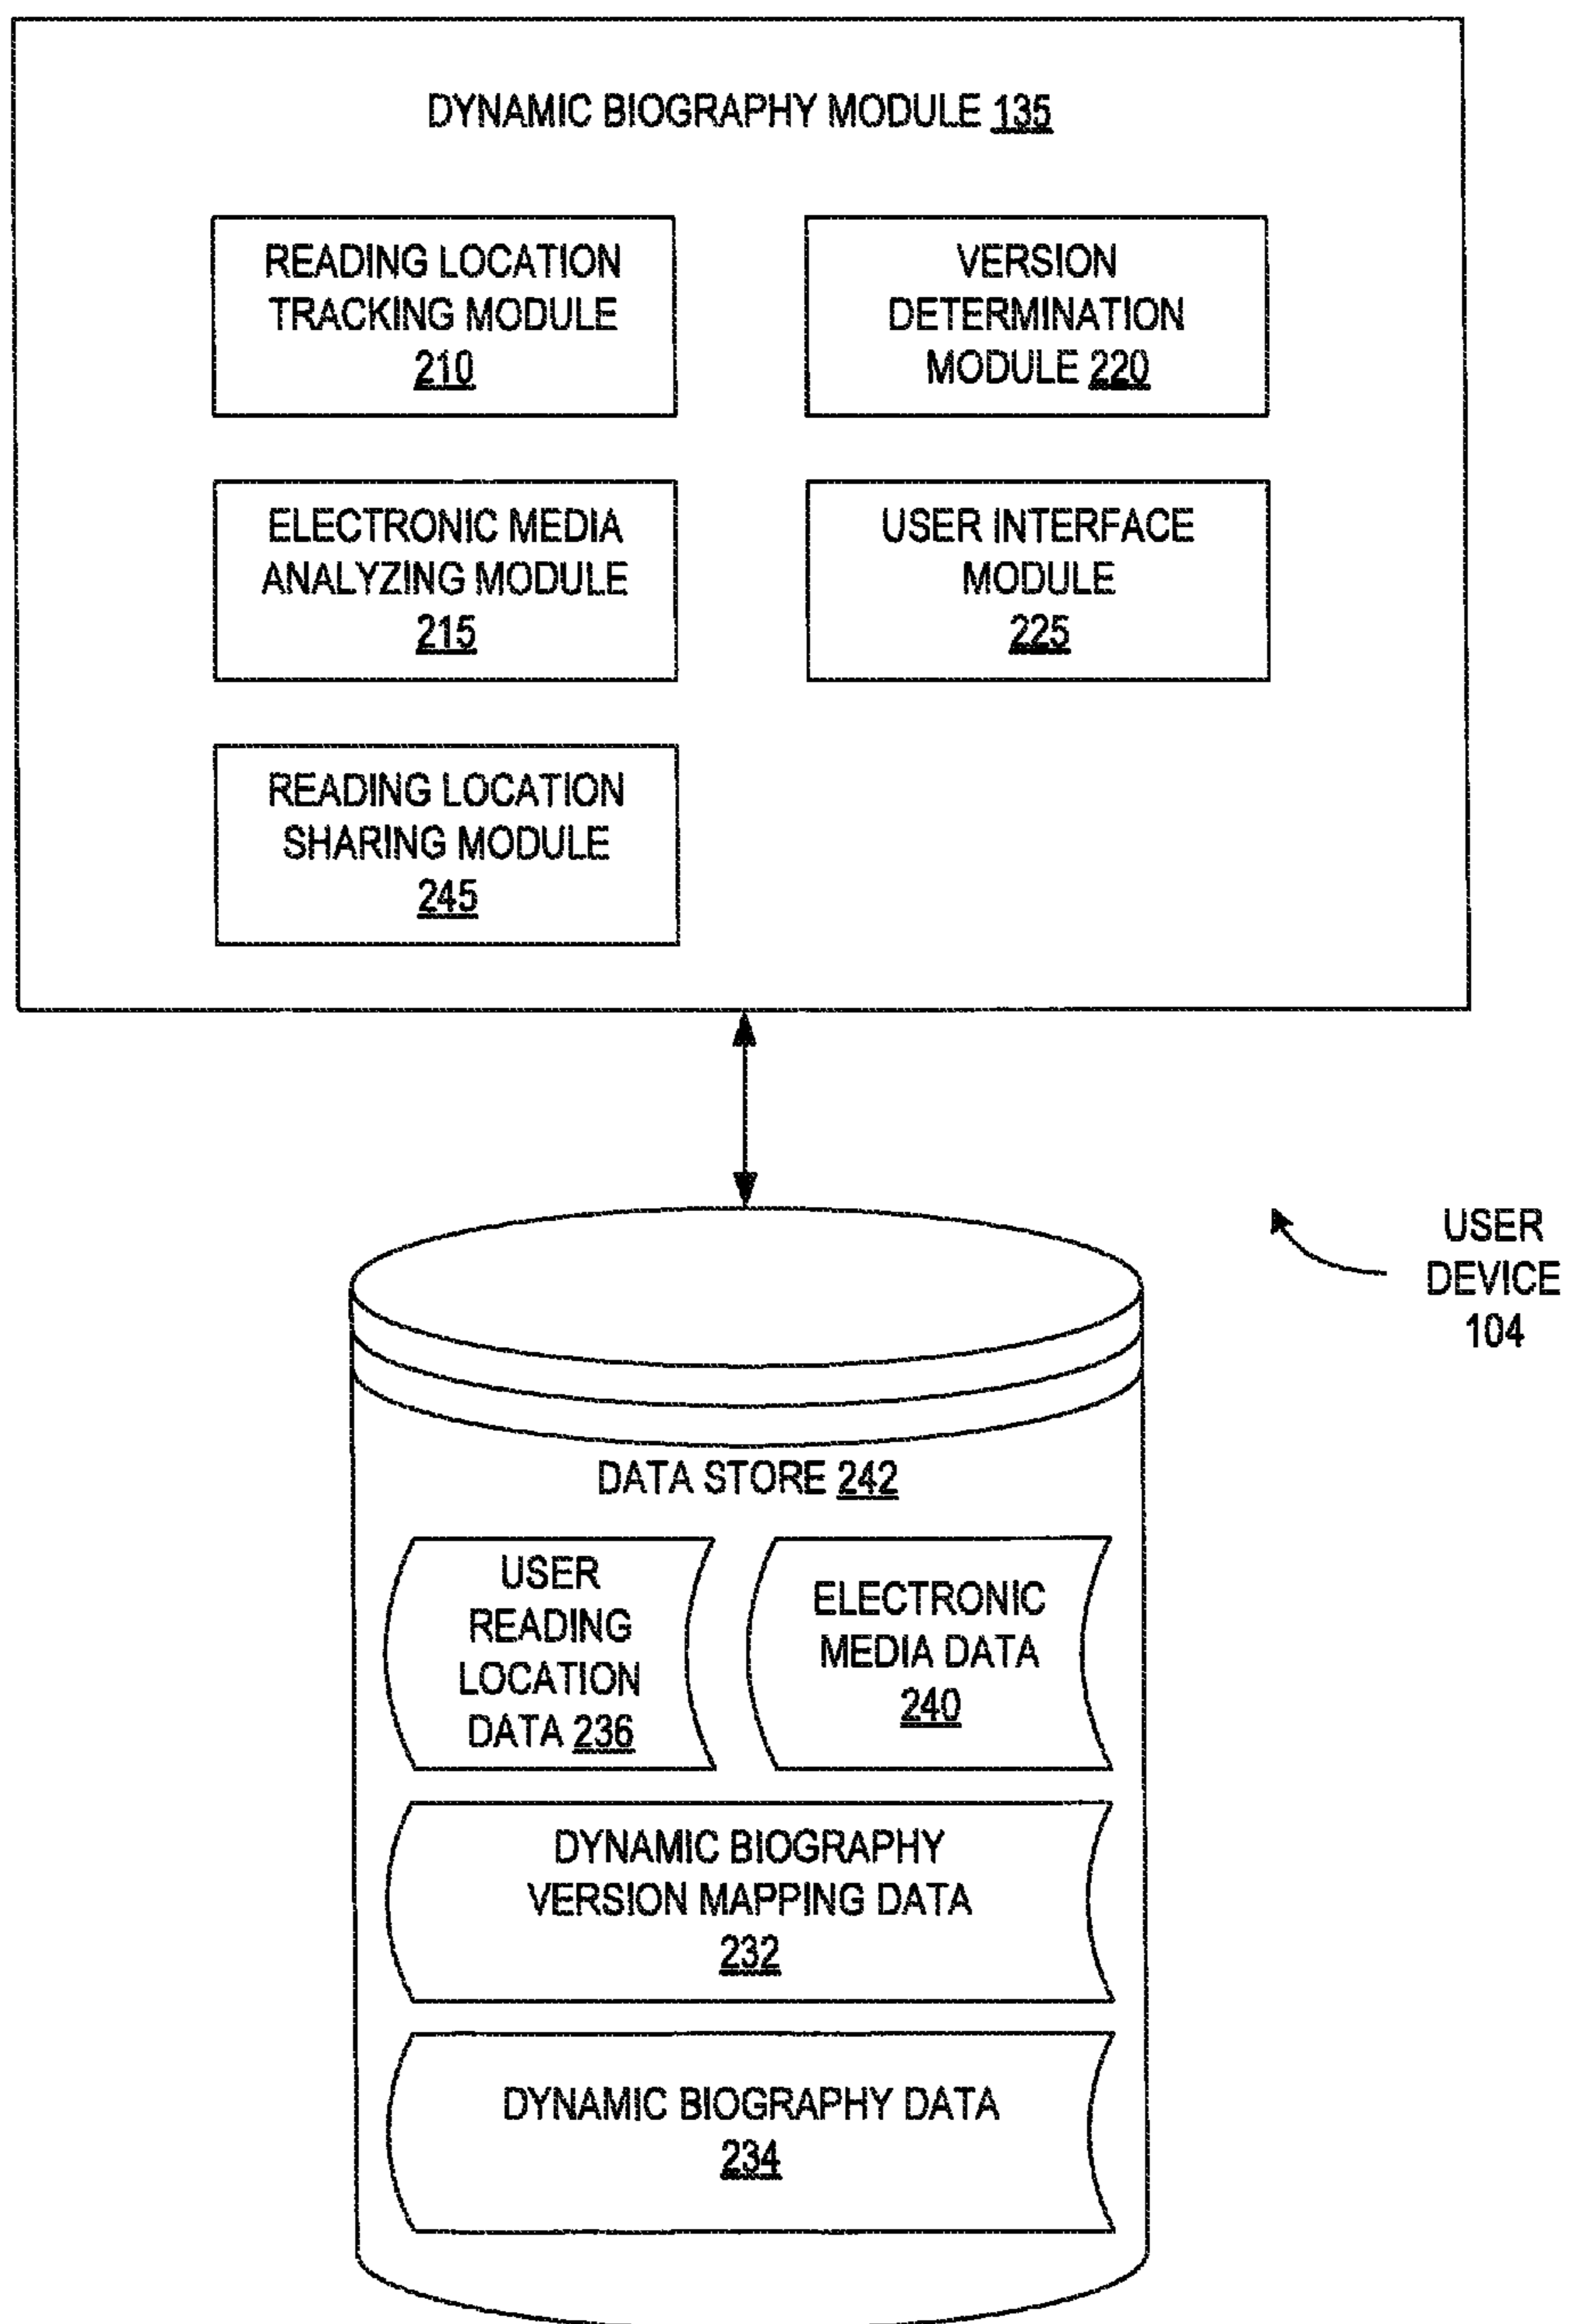 DYNAMIC BIOGRAPHY MODULE 135
READING LOCATION
TRACKING MODULE
210
VERSION
DETERMINATION
MODULE 220
ELECTRONIC MEDIA
ANALYZING MODULE
215
USER INTERFACE
MODULE
225
READING LOCATION
SHARING MODULE
245
USER
DEVICE
104
DATA STORE 242
USER
READING
LOCATION
DATA 236
ELECTRONIC
MEDIA DATA
240
DYNAMIC BIOGRAPHY
VERSION MAPPING DATA
232
DYNAMIC BIOGRAPHY DATA
234